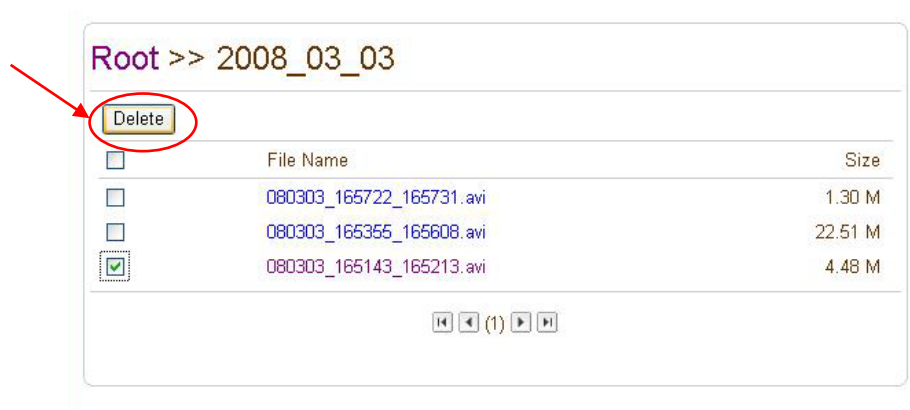 Root >> 2008_03_03
Delete
File Name Size
080303_165722_165731.avi 1.30 M
080303_165355_165608.avi 22.51 M
080303_165143_165213.avi 4.48 M
(1)